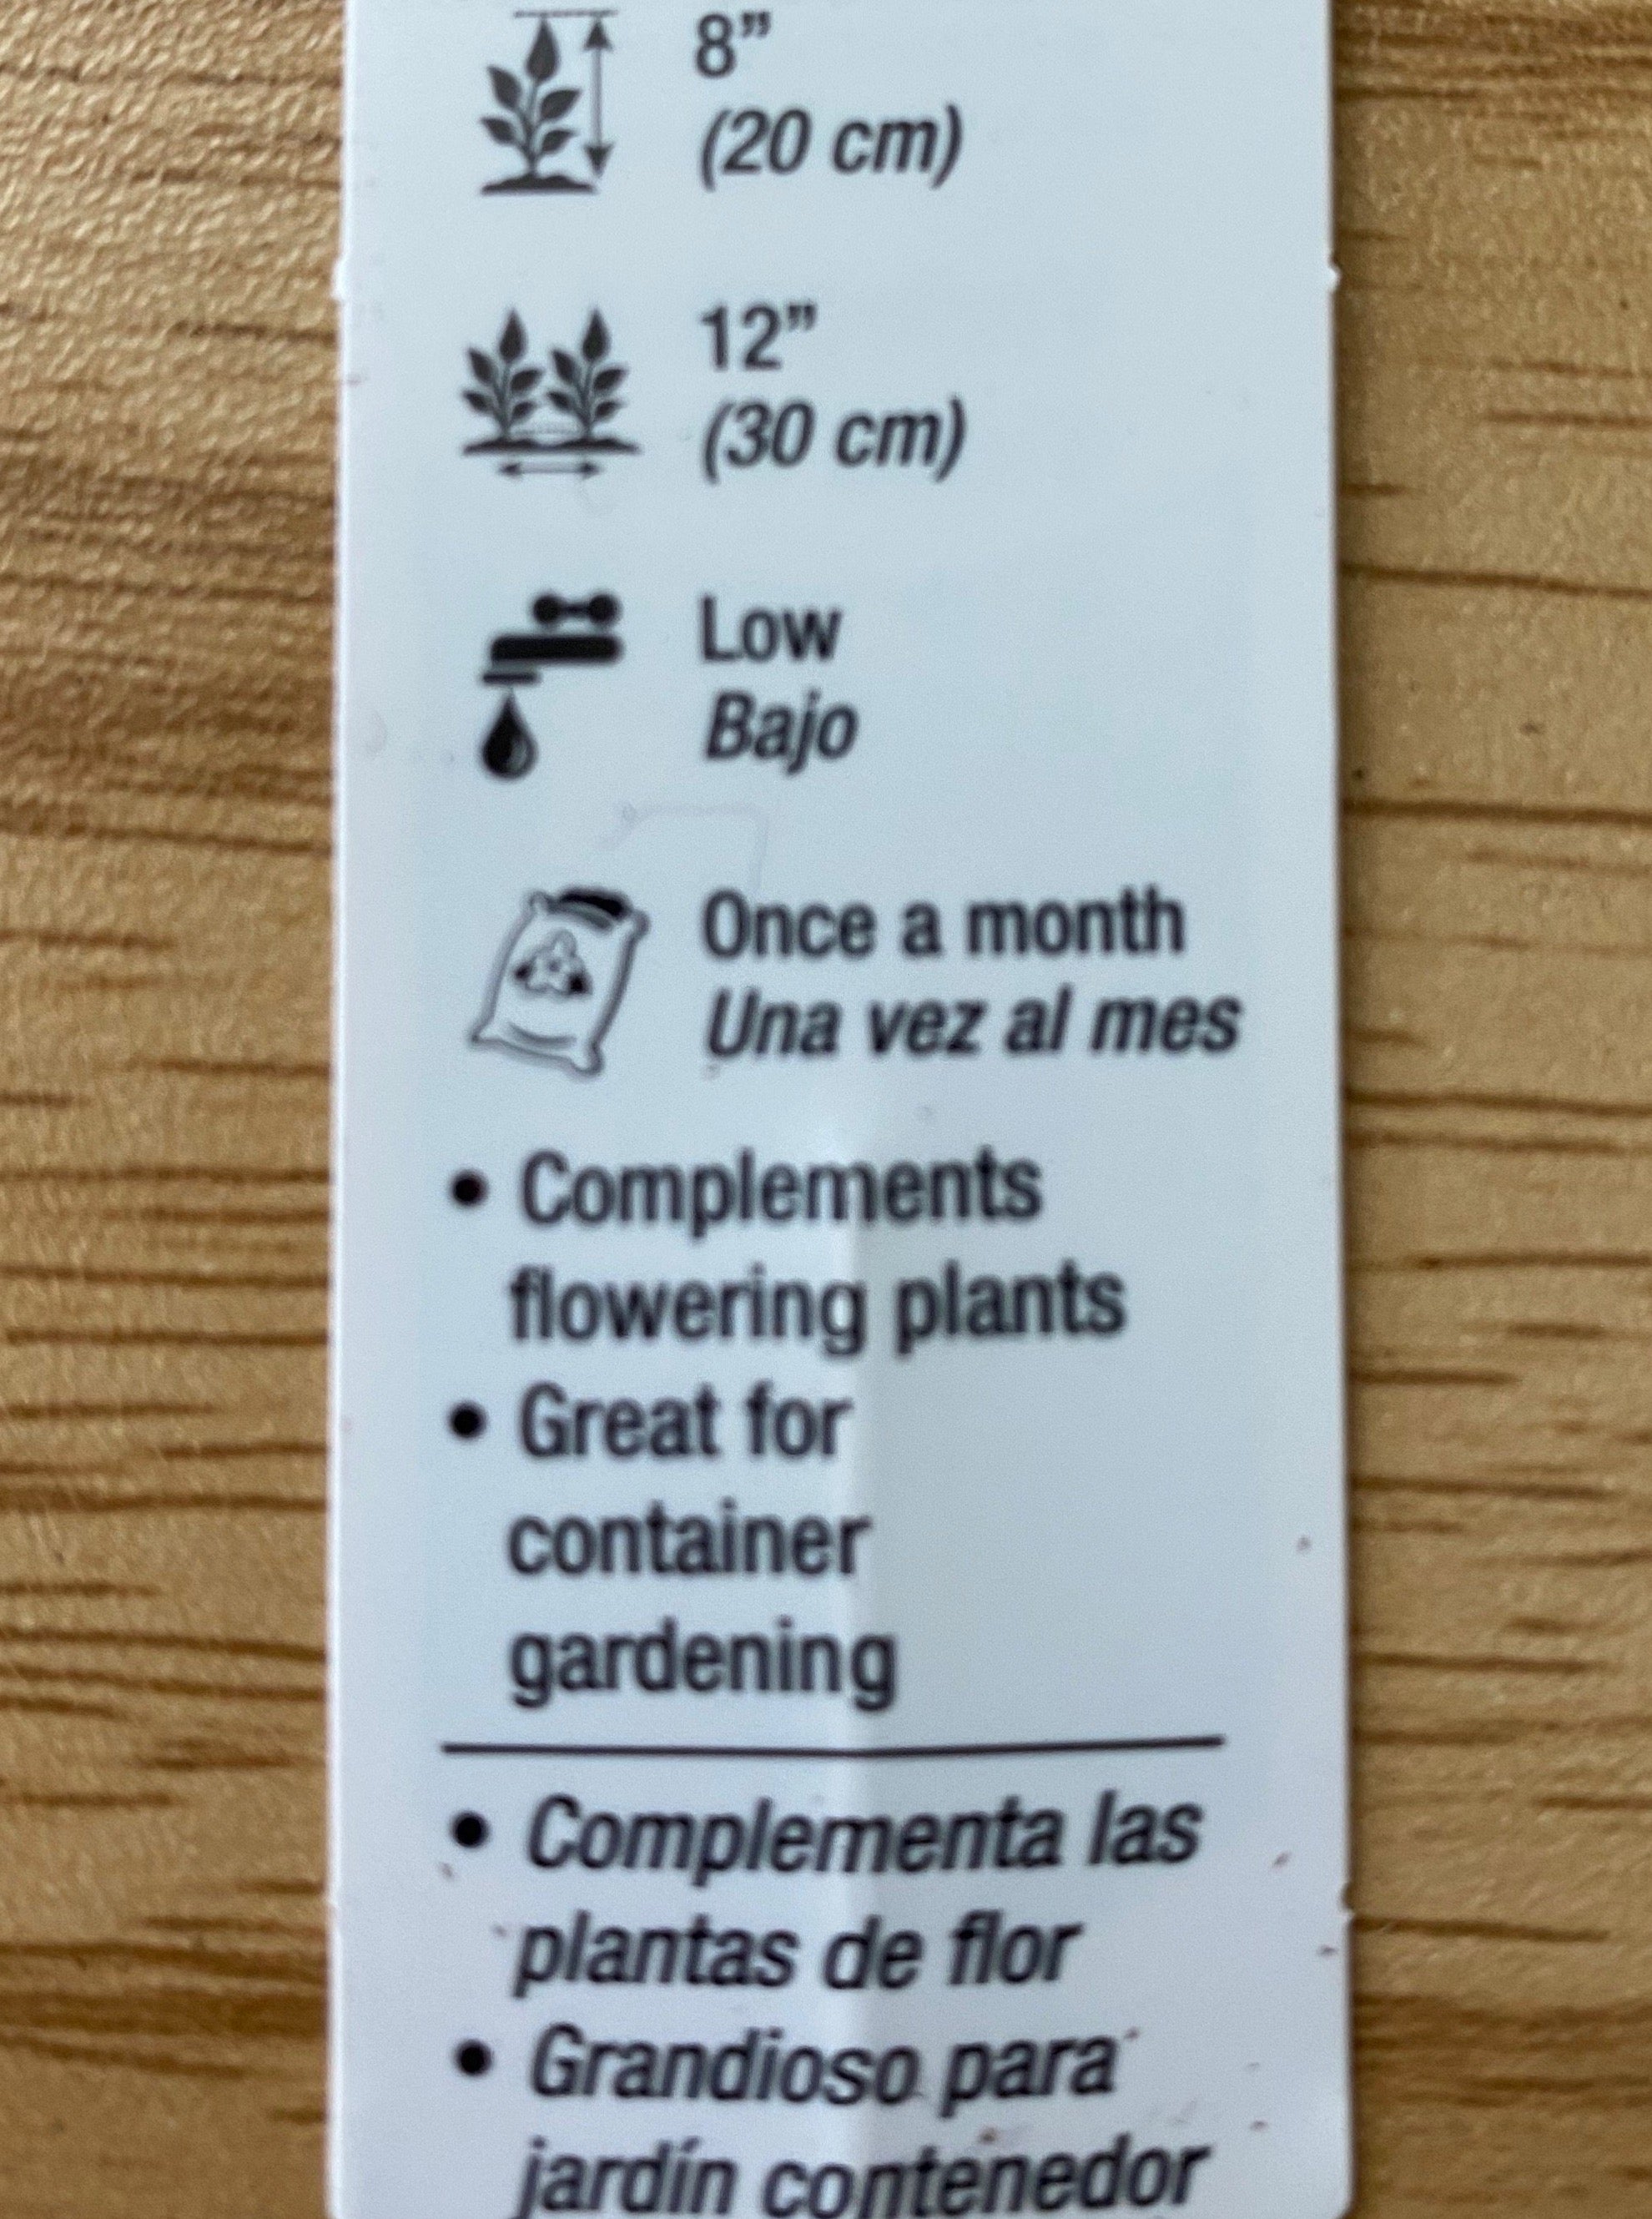 8”
(20 cm)
12”
(30 cm)
Low
Bajo
Once a month
Una vez al mes
• Complements
flowering plants
• Great for
container
gardening
• Complementa las
plantas de flor
• Grandioso para
jardín contenedor